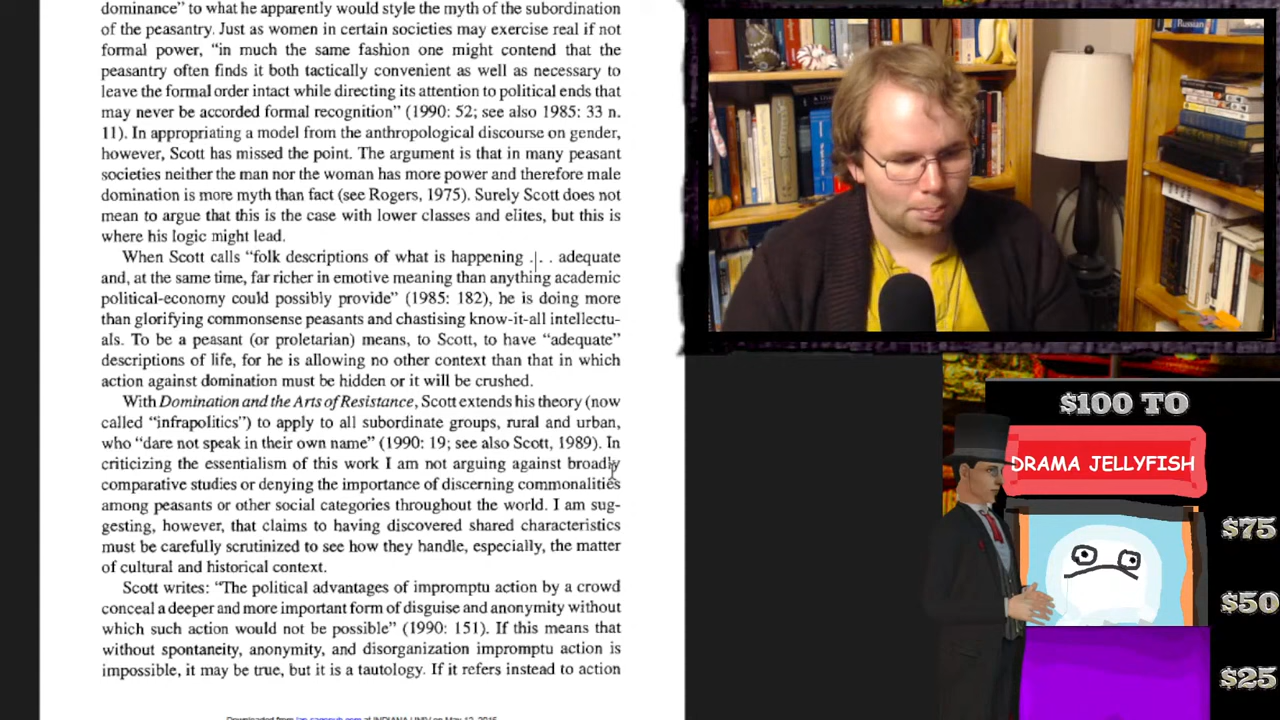 dominance” to what he apparently would style the myth of the subordination
of the peasantry. Just as women in certain societies may exercise real if not
formal power, “in much the same fashion one might contend that the
peasantry often finds it both tactically convenient as well as necessary to
leave the formal order intact while directing its attention to political ends that
may never be accorded formal recognition” (1990: 52; see also 1985: 33 n.
11). In appropriating a model from the anthropological discourse on gender,
however, Scott has missed the point. The argument is that in many peasant
societies neither the man nor the woman has more power and therefore male
domination is more myth than fact (see Rogers, 1975). Surely Scott does not
mean to argue that this is the case with lower classes and elites, but this is
where his logic might lead.
When Scott calls “folk descriptions of what is happening . . . adequate
and, at the same time, far richer in emotive meaning than anything academic
political-economy could possibly provide” (1985: 182), he is doing more
than glorifying commonsense peasants and chastising know-it-all intellectu-
als. To be a peasant (or proletarian) means, to Scott, to have “adequate”
descriptions of life, for he is allowing no other context than that in which
action against domination must be hidden or it will be crushed.
With Domination and the Arts of Resistance, Scott extends his theory (now
called “infrapolitics”) to apply to all subordinate groups, rural and urban,
who “dare not speak in their own name” (1990: 19; see also Scott, 1989). In
criticizing the essentialism of this work I am not arguing against broadly
comparative studies or denying the importance of discerning commonalities
among peasants or other social categories throughout the world. I am sug-
gesting, however, that claims to having discovered shared characteristics
must be carefully scrutinized to see how they handle, especially, the matter
of cultural and historical context.
Scott writes: “The political advantages of impromptu action by a crowd
conceal a deeper and more important form of disguise and anonymity without
which such action would not be possible” (1990: 151). If this means that
without spontaneity, anonymity, and disorganization impromptu action is
impossible, it may be true, but it is a tautology. If it refers instead to action
Russian
$100 TO
DRAMA JELLYFISH
$75
$50
$25